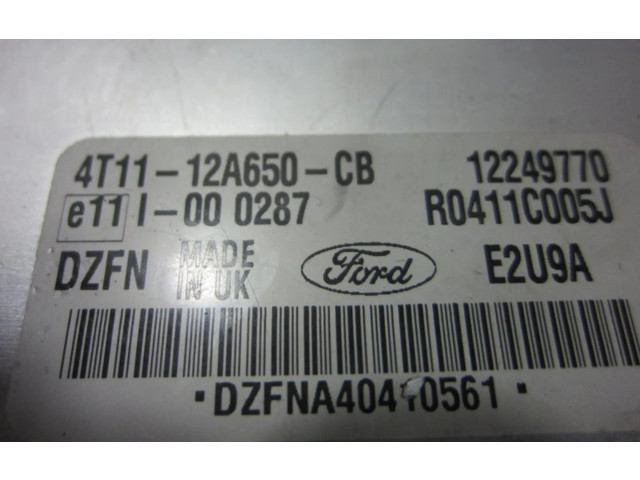 4T11-12A650-CB 12249770
e11 I-00 0287 R0411C005J
DZFN MADE IN UK Ford E2U9A
·DZFNA40410561·